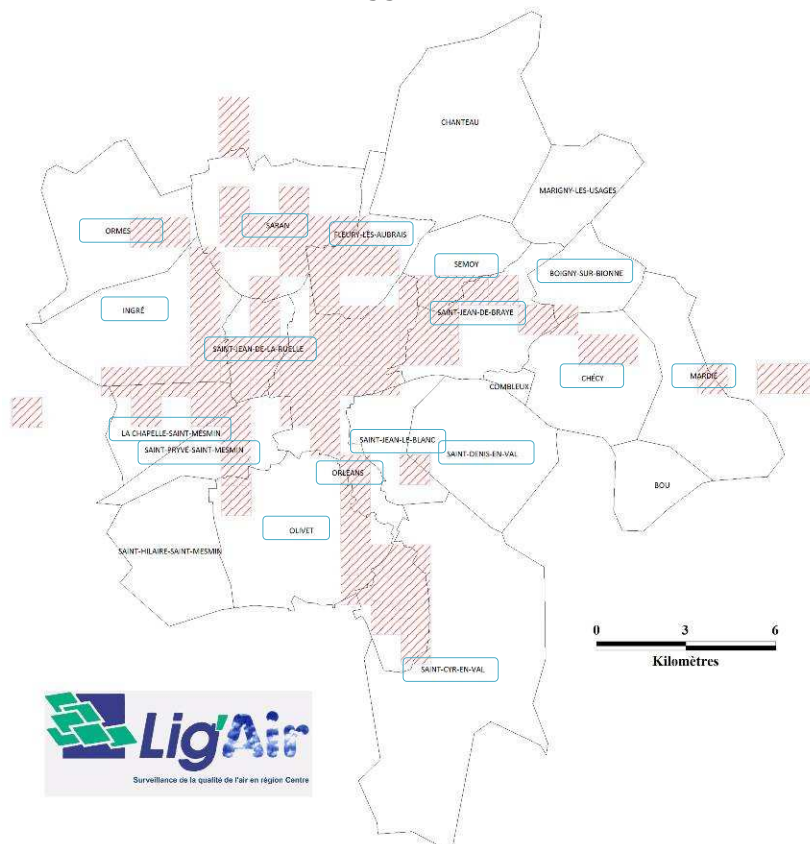 CHANTEAU
MARIGNY-LES-USAGES
ORMES
SARAN
FLEURY-LES-AUBRAIS
SEMOY
BOIGNY-SUR-BIONNE
INGRÉ
SAINT-JEAN-DE-BRAYE
SAINT-JEAN-DE-LA-RUELLE
COMBLEUX
CHÉCY
MARDIÉ
LA CHAPELLE-SAINT-MESMIN
SAINT-JEAN-LE-BLANC
SAINT-PRYVÉ-SAINT-MESMIN
SAINT-DENIS-EN-VAL
ORLÉANS
BOU
OLIVET
SAINT-HILAIRE-SAINT-MESMIN
0 3 6
Kilomètres
SAINT-CYR-EN-VAL
Lig'Air
Surveillance de la qualité de l'air en région Centre